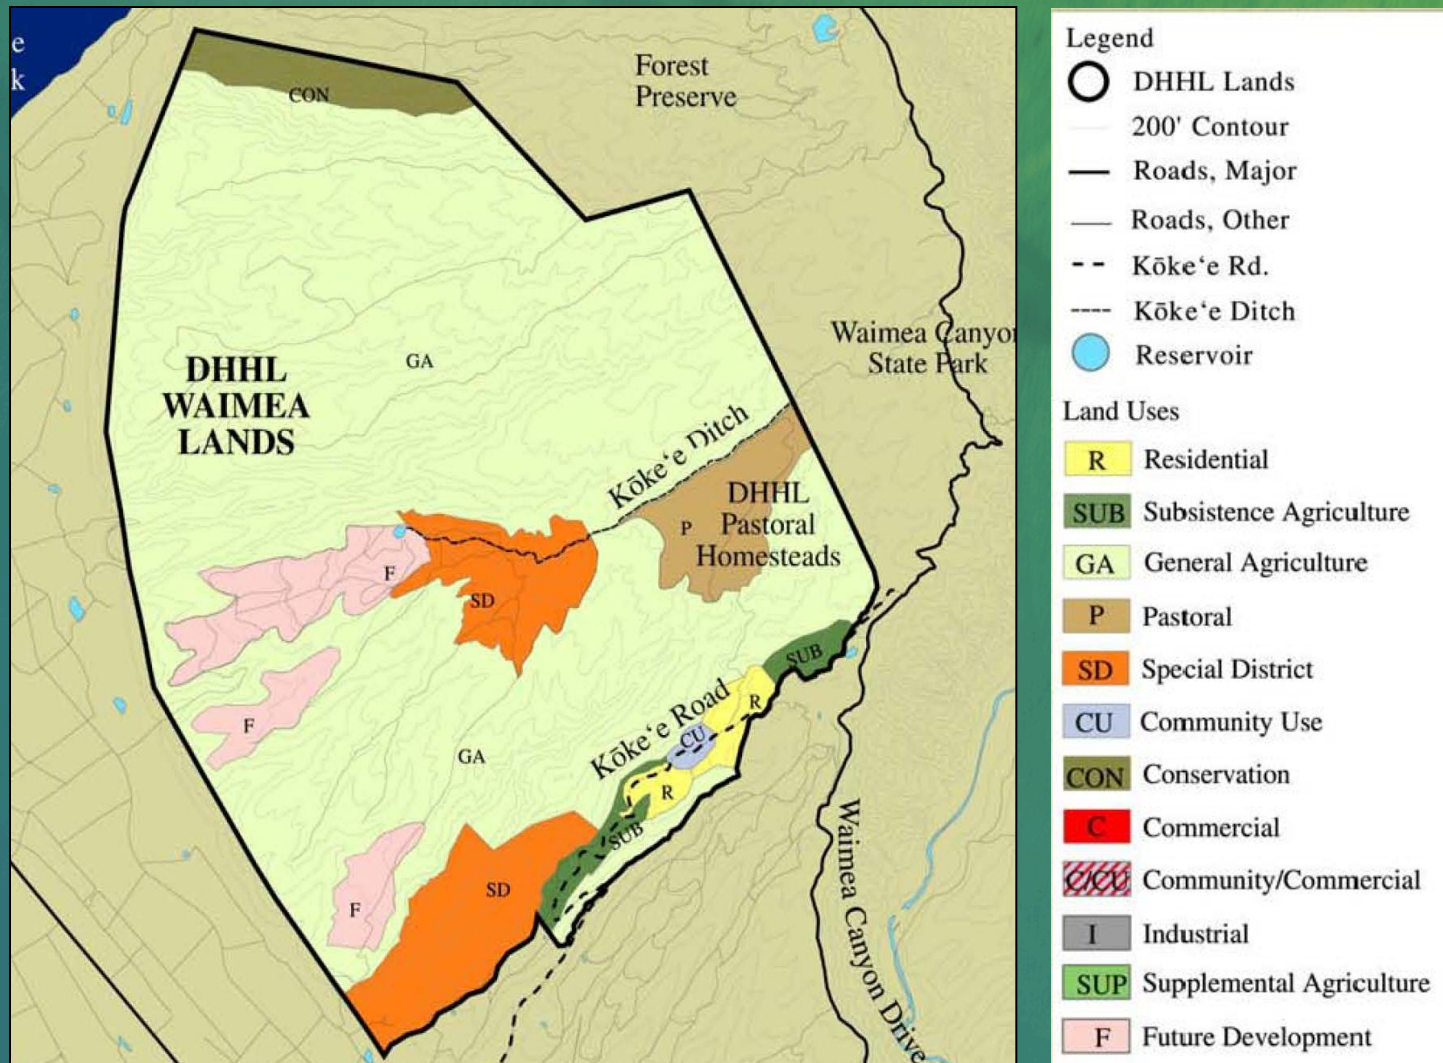 e
k
Forest
Preserve
CON
Waimea Canyon
State Park
GA
DHHL
WAIMEA
LANDS
Kōke‘e Ditch
DHHL
Pastoral
Homesteads
P
F
SD
SUB
R
Kōke‘e Road
CU
F
GA
R
SUB
SD
F
Waimea Canyon Drive
Legend
DHHL Lands
200' Contour
Roads, Major
Roads, Other
Kōke‘e Rd.
Kōke‘e Ditch
Reservoir
Land Uses
R Residential
SUB Subsistence Agriculture
GA General Agriculture
P Pastoral
SD Special District
CU Community Use
CON Conservation
C Commercial
C/CU Community/Commercial
I Industrial
SUP Supplemental Agriculture
F Future Development